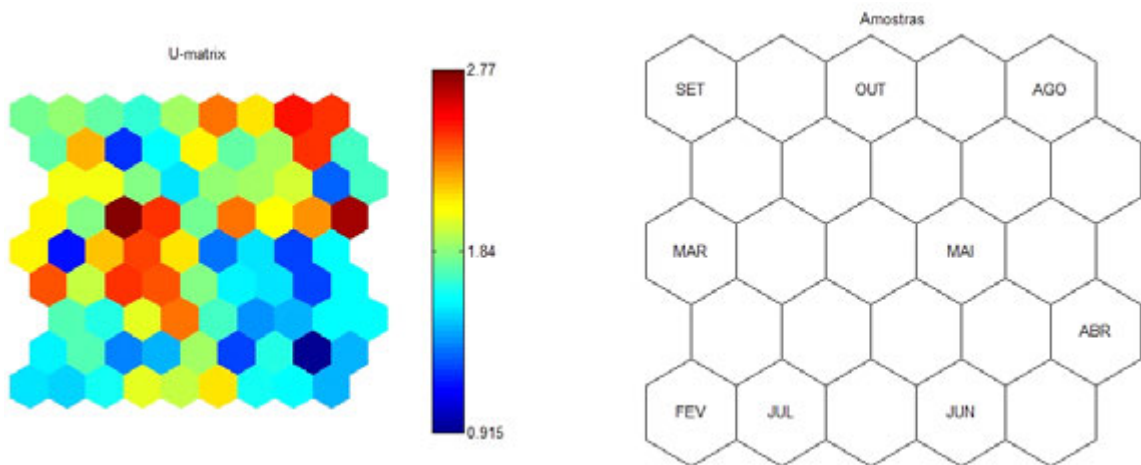 U-matrix
2.77
1.84
0.915
Amostras
SET OUT AGO
MAR MAI
ABR
FEV JUL JUN